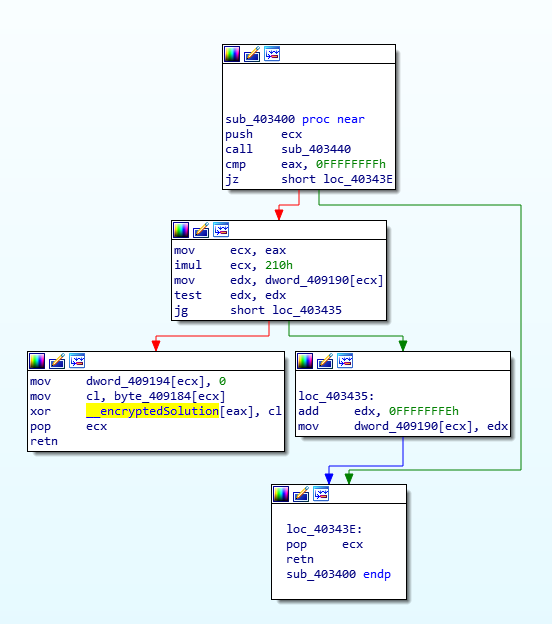 sub_403400 proc near
push ecx
call sub_403440
cmp eax, 0FFFFFFFFh
jz short loc_40343E
mov ecx, eax
imul ecx, 210h
mov edx, dword_409190[ecx]
test edx, edx
jg short loc_403435
mov dword_409194[ecx], 0
mov cl, byte_409184[ecx]
xor __encryptedSolution[eax], cl
pop ecx
retn
loc_403435:
add edx, 0FFFFFFFEh
mov dword_409190[ecx], edx
loc_40343E:
pop ecx
retn
sub_403400 endp